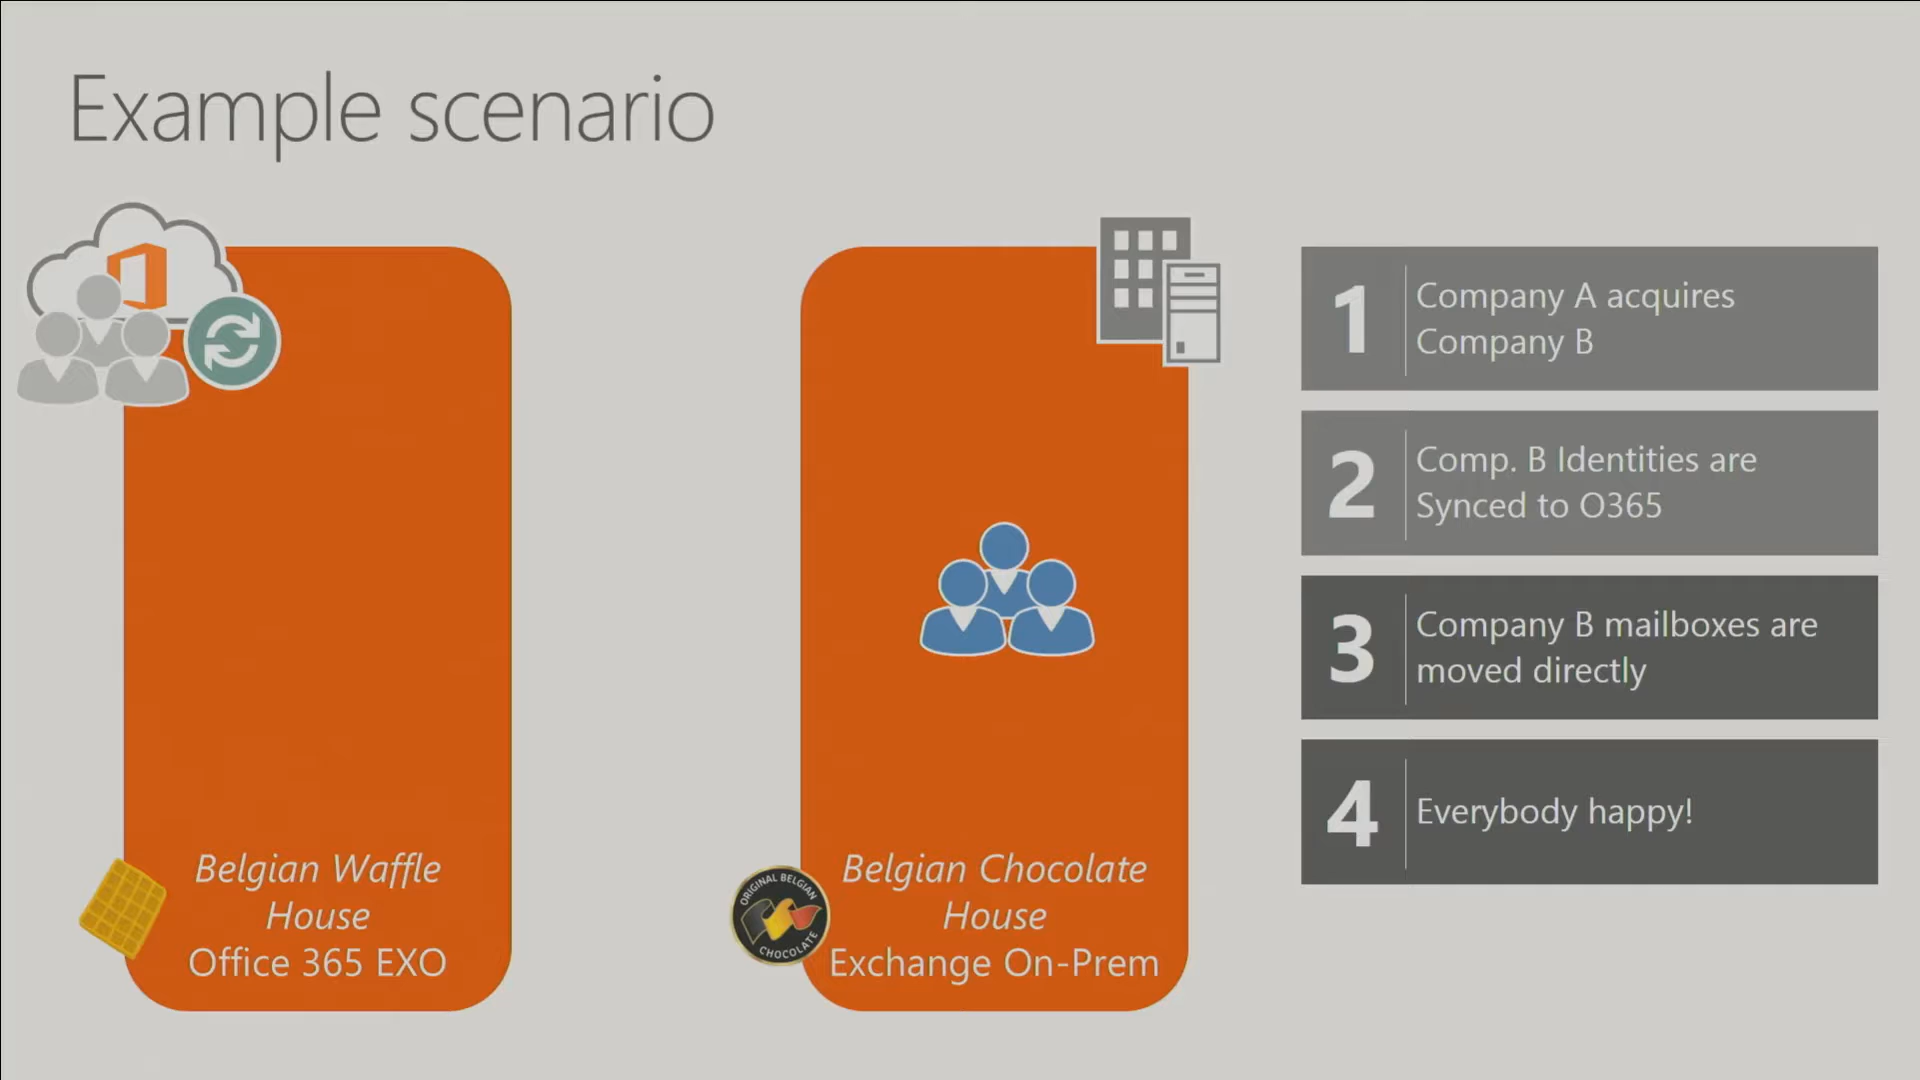 Example scenario
Belgian Waffle
House
Office 365 EXO
ORIGINAL BELGIAN
CHOCOLATE
Belgian Chocolate
House
Exchange On-Prem
1
Company A acquires
Company B
2
Comp. B Identities are
Synced to O365
3
Company B mailboxes are
moved directly
4
Everybody happy!